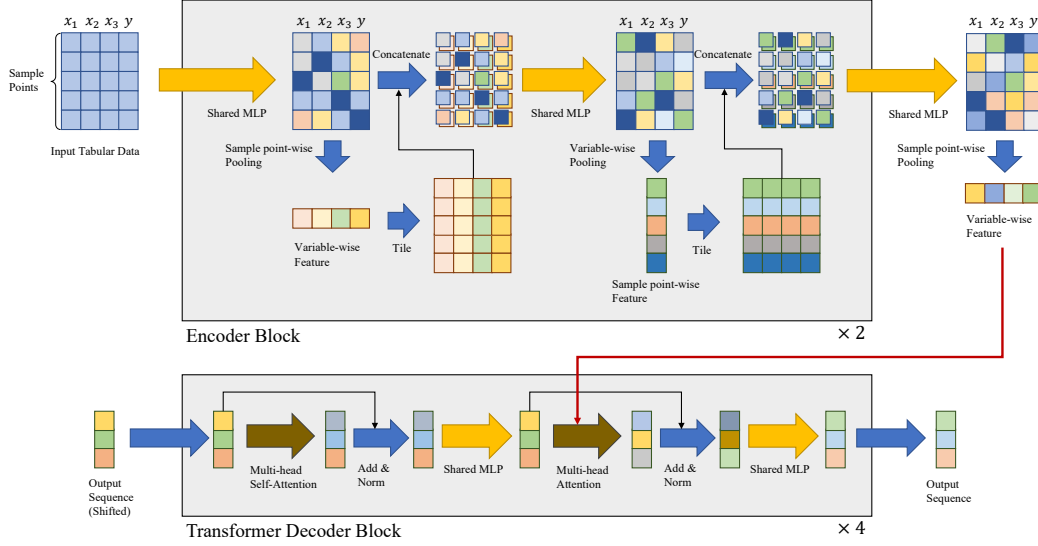 x₁ x₂ x₃ y
Sample
Points
Input Tabular Data
Shared MLP
x₁ x₂ x₃ y
Concatenate
Sample point-wise
Pooling
Variable-wise
Feature
Tile
Shared MLP
x₁ x₂ x₃ y
Concatenate
Variable-wise
Pooling
Sample point-wise
Feature
Tile
Shared MLP
x₁ x₂ x₃ y
Sample point-wise
Pooling
Variable-wise
Feature
Encoder Block
× 2
Output
Sequence
(Shifted)
Multi-head
Self-Attention
Add &
Norm
Shared MLP
Multi-head
Attention
Add &
Norm
Shared MLP
Output
Sequence
Transformer Decoder Block
× 4